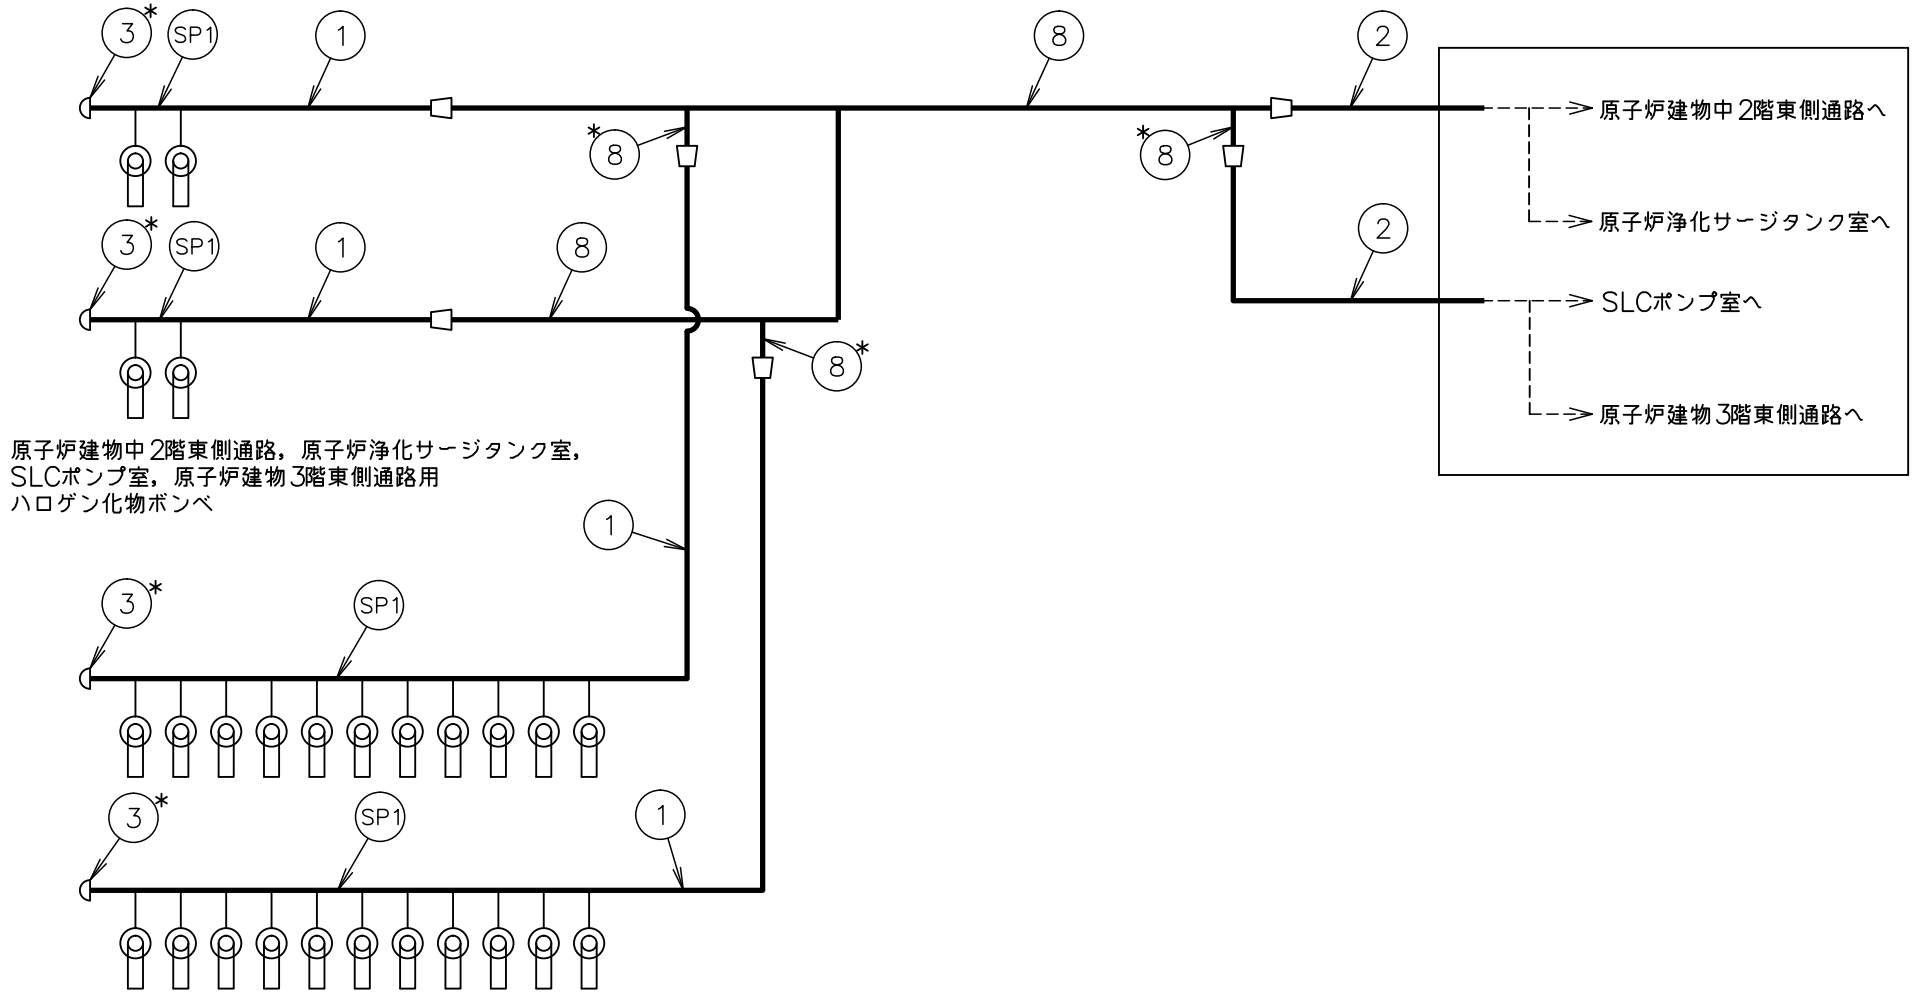 3*
SP1
1
8
2
原子炉建物中2階東側通路へ
*8
*8
原子炉浄化サージタンク室へ
3*
SP1
1
8
2
SLCポンプ室へ
8*
原子炉建物3階東側通路へ
原子炉建物中2階東側通路，原子炉浄化サージタンク室，
SLCポンプ室，原子炉建物3階東側通路用
ハロゲン化物ボンベ
1
3*
SP1
3*
SP1
1